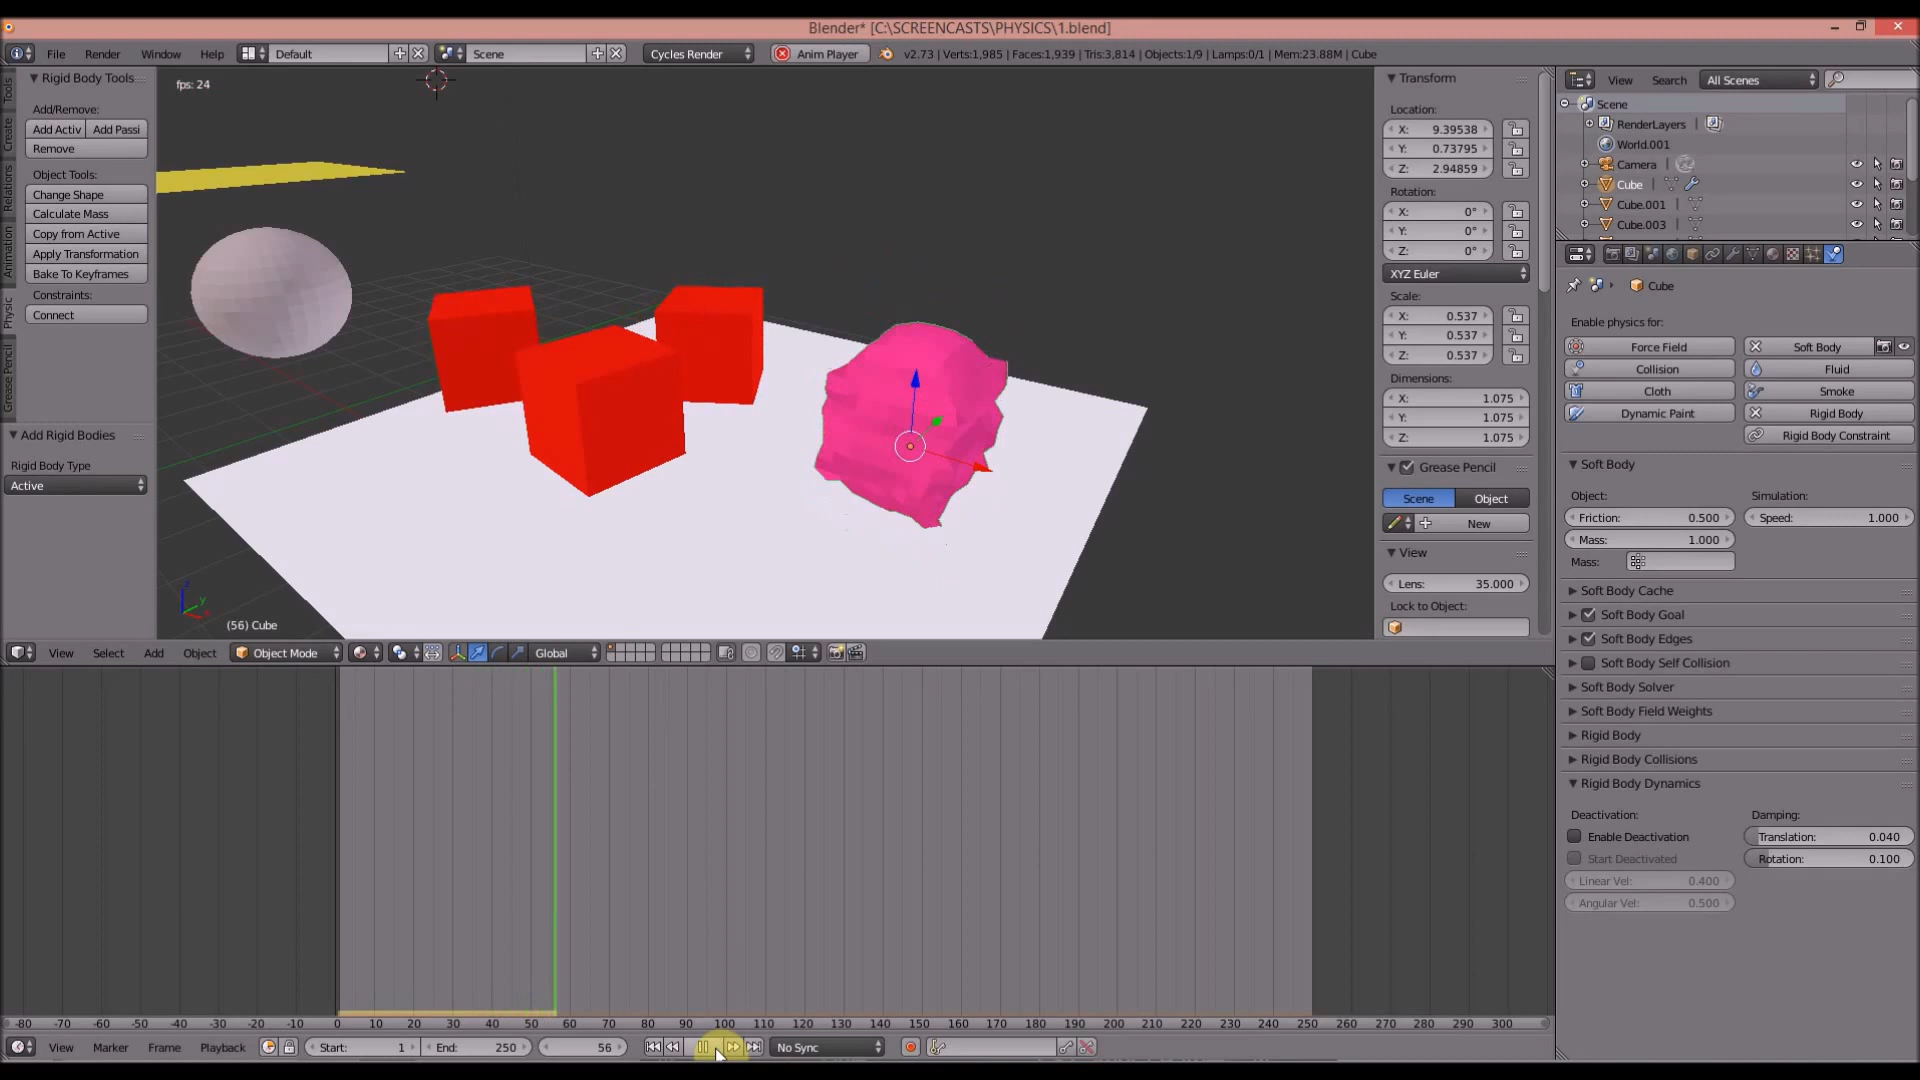 Blender* [C:\SCREENCASTS\PHYSICS\1.blend]
File Render Window Help Default Scene Cycles Render Anim Player v2.73 | Verts:1,985 | Faces:1,939 | Tris:3,814 | Objects:1/9 | Lamps:0/1 | Mem:23.88M | Cube
Tools
Create
Relations
Animation
Physic
Grease Pencil
Rigid Body Tools
Add/Remove:
Add Activ Add Passi
Remove
Object Tools:
Change Shape
Calculate Mass
Copy from Active
Apply Transformation
Bake To Keyframes
Constraints:
Connect
Add Rigid Bodies
Rigid Body Type
Active
fps: 24
(56) Cube
Transform
Location:
X: 9.39538
Y: 0.73795
Z: 2.94859
Rotation:
X: 0°
Y: 0°
Z: 0°
XYZ Euler
Scale:
X: 0.537
Y: 0.537
Z: 0.537
Dimensions:
X: 1.075
Y: 1.075
Z: 1.075
Grease Pencil
Scene Object
New
View
Lens: 35.000
Lock to Object:
View Search All Scenes
Scene
RenderLayers
World.001
Camera
Cube
Cube.001
Cube.003
Cube
Enable physics for:
Force Field Soft Body
Collision Fluid
Cloth Smoke
Dynamic Paint Rigid Body
Rigid Body Constraint
Soft Body
Object: Simulation:
Friction: 0.500 Speed: 1.000
Mass: 1.000
Mass:
Soft Body Cache
Soft Body Goal
Soft Body Edges
Soft Body Self Collision
Soft Body Solver
Soft Body Field Weights
Rigid Body
Rigid Body Collisions
Rigid Body Dynamics
Deactivation: Damping:
Enable Deactivation Translation: 0.040
Start Deactivated Rotation: 0.100
Linear Vel: 0.400
Angular Vel: 0.500
View Select Add Object Object Mode Global
-80 -70 -60 -50 -40 -30 -20 -10 0 10 20 30 40 50 60 70 80 90 100 110 120 130 140 150 160 170 180 190 200 210 220 230 240 250 260 270 280 290 300
View Marker Frame Playback Start: 1 End: 250 56 No Sync